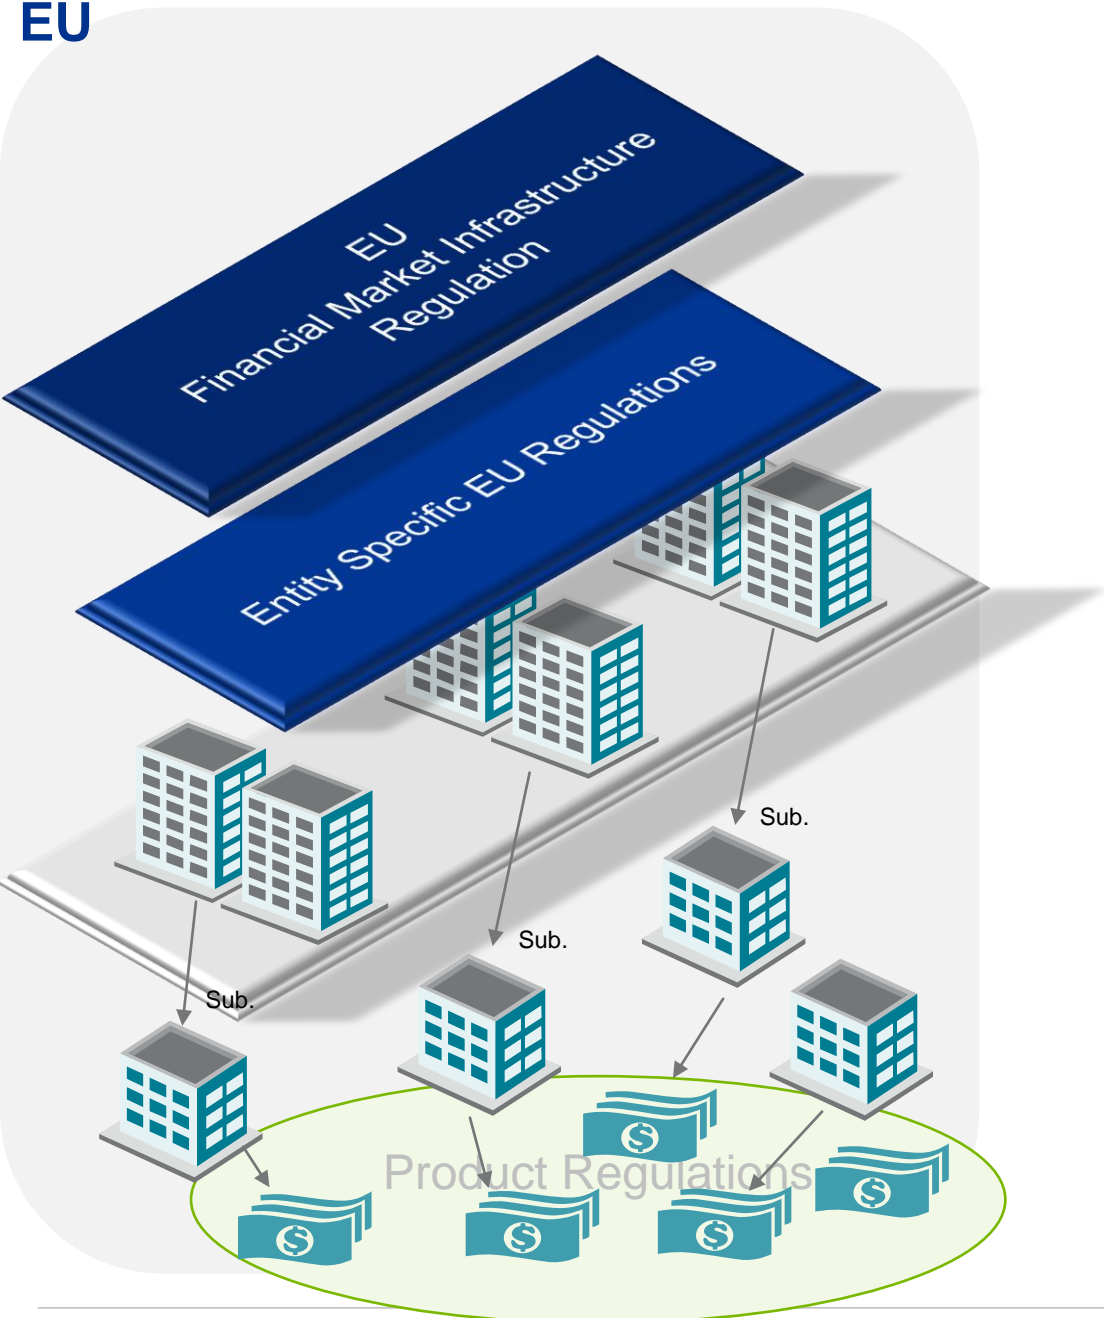 EU
EU
Financial Market Infrastructure
Regulation
Entity Specific EU Regulations
Sub.
Sub.
Sub.
Product Regulations